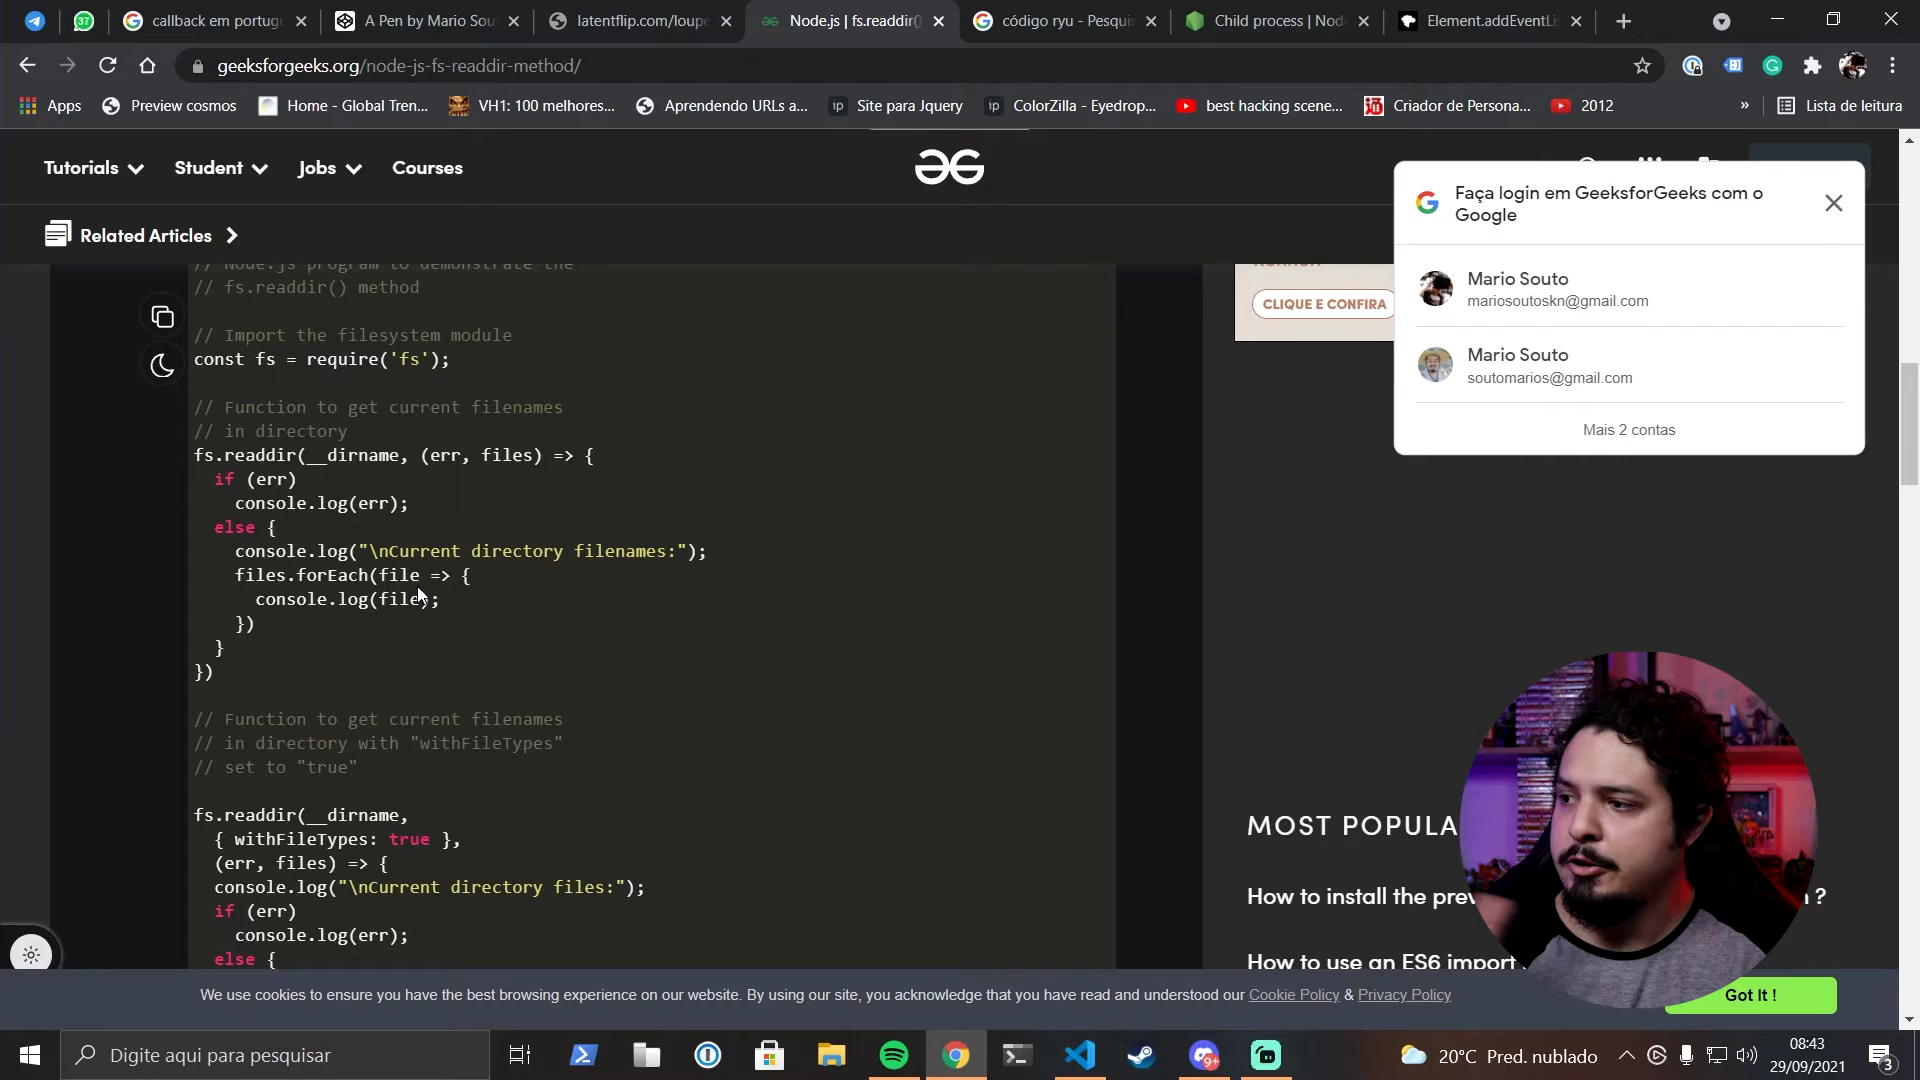 callback em portugu
A Pen by Mario Sou
latentflip.com/loupe
Node.js | fs.readdir()
código ryu - Pesquis
Child process | Nod
Element.addEventLis
geeksforgeeks.org/node-js-fs-readdir-method/
Apps
Preview cosmos
Home - Global Tren...
VH1: 100 melhores...
Aprendendo URLs a...
Site para Jquery
ColorZilla - Eyedrop...
best hacking scene...
Criador de Persona...
2012
»
Lista de leitura
Tutorials
Student
Jobs
Courses
Related Articles
Faça login em GeeksforGeeks com o
Google
Mario Souto
mariosoutoskn@gmail.com
Mario Souto
soutomarios@gmail.com
Mais 2 contas
CLIQUE E CONFIRA
// Node.js program to demonstrate the
// fs.readdir() method
// Import the filesystem module
const fs = require('fs');
// Function to get current filenames
// in directory
fs.readdir(__dirname, (err, files) => {
if (err)
console.log(err);
else {
console.log("\nCurrent directory filenames:");
files.forEach(file => {
console.log(file);
})
}
})
// Function to get current filenames
// in directory with "withFileTypes"
// set to "true"
fs.readdir(__dirname,
{ withFileTypes: true },
(err, files) => {
console.log("\nCurrent directory files:");
if (err)
console.log(err);
else {
MOST POPULA
How to install the prev
?
How to use an ES6 import
We use cookies to ensure you have the best browsing experience on our website. By using our site, you acknowledge that you have read and understood our Cookie Policy & Privacy Policy
Got It !
Digite aqui para pesquisar
20°C Pred. nublado
08:43
29/09/2021
3